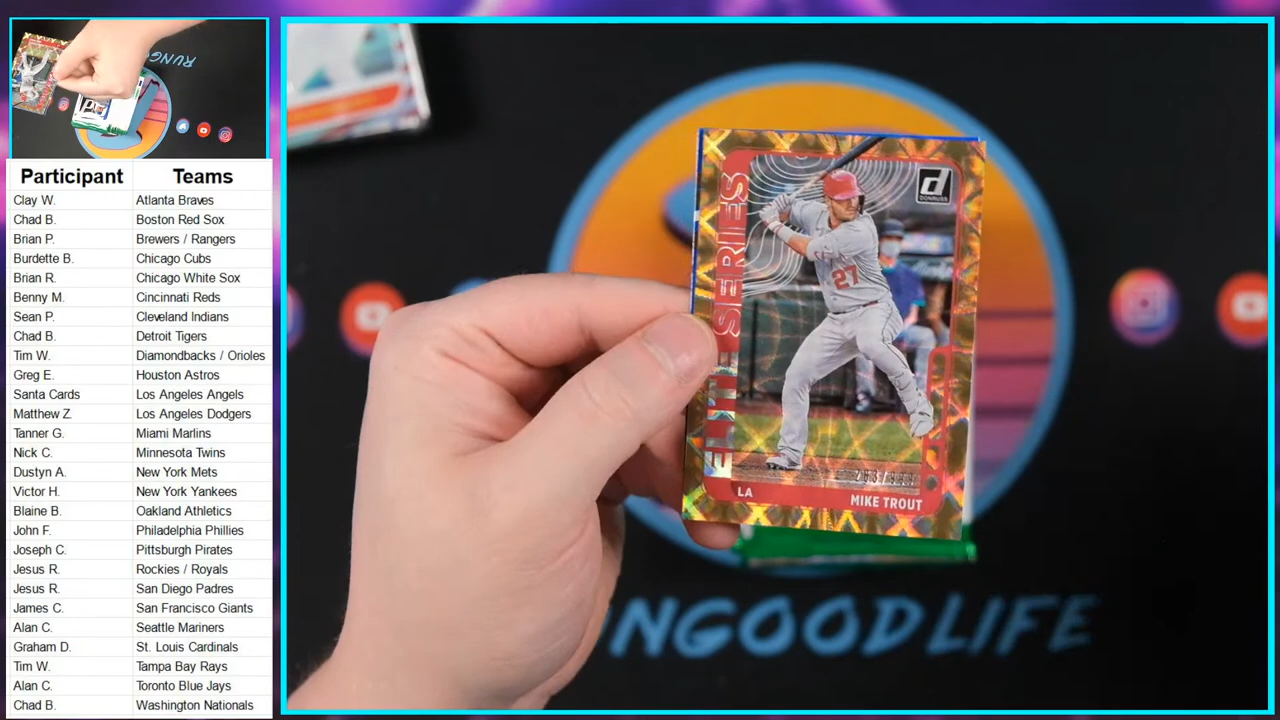 RUNGOOD
Participant Teams
Clay W. Atlanta Braves
Chad B. Boston Red Sox
Brian P. Brewers / Rangers
Burdette B. Chicago Cubs
Brian R. Chicago White Sox
Benny M. Cincinnati Reds
Sean P. Cleveland Indians
Chad B. Detroit Tigers
Tim W. Diamondbacks / Orioles
Greg E. Houston Astros
Santa Cards Los Angeles Angels
Matthew Z. Los Angeles Dodgers
Tanner G. Miami Marlins
Nick C. Minnesota Twins
Dustyn A. New York Mets
Victor H. New York Yankees
Blaine B. Oakland Athletics
John F. Philadelphia Phillies
Joseph C. Pittsburgh Pirates
Jesus R. Rockies / Royals
Jesus R. San Diego Padres
James C. San Francisco Giants
Alan C. Seattle Mariners
Graham D. St. Louis Cardinals
Tim W. Tampa Bay Rays
Alan C. Toronto Blue Jays
Chad B. Washington Nationals
ELITE SERIES
d
DONRUSS
27
LA
MIKE TROUT
UNGOODLIFE